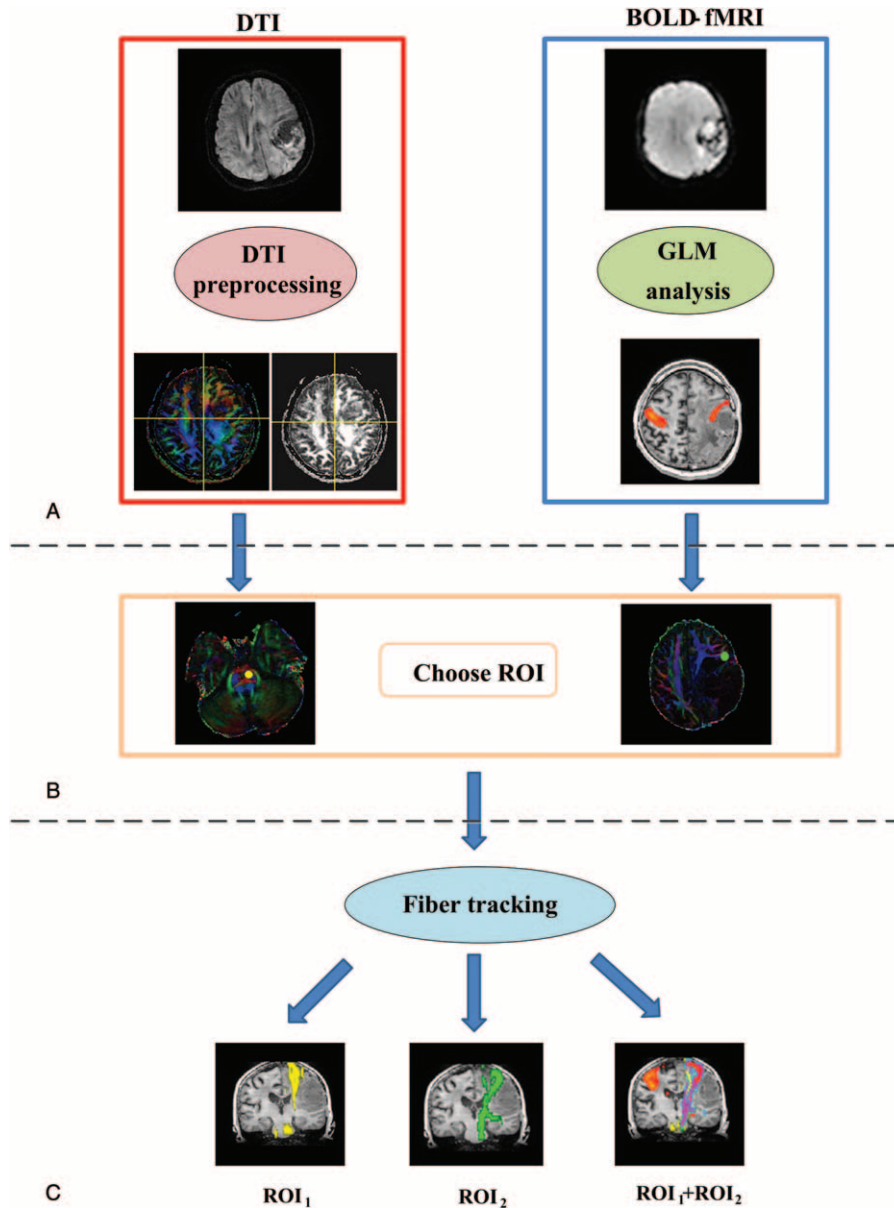 DTI
BOLD-fMRI
DTI
preprocessing
GLM
analysis
A
Choose ROI
B
Fiber tracking
C
ROI₁
ROI₂
ROI₁+ROI₂